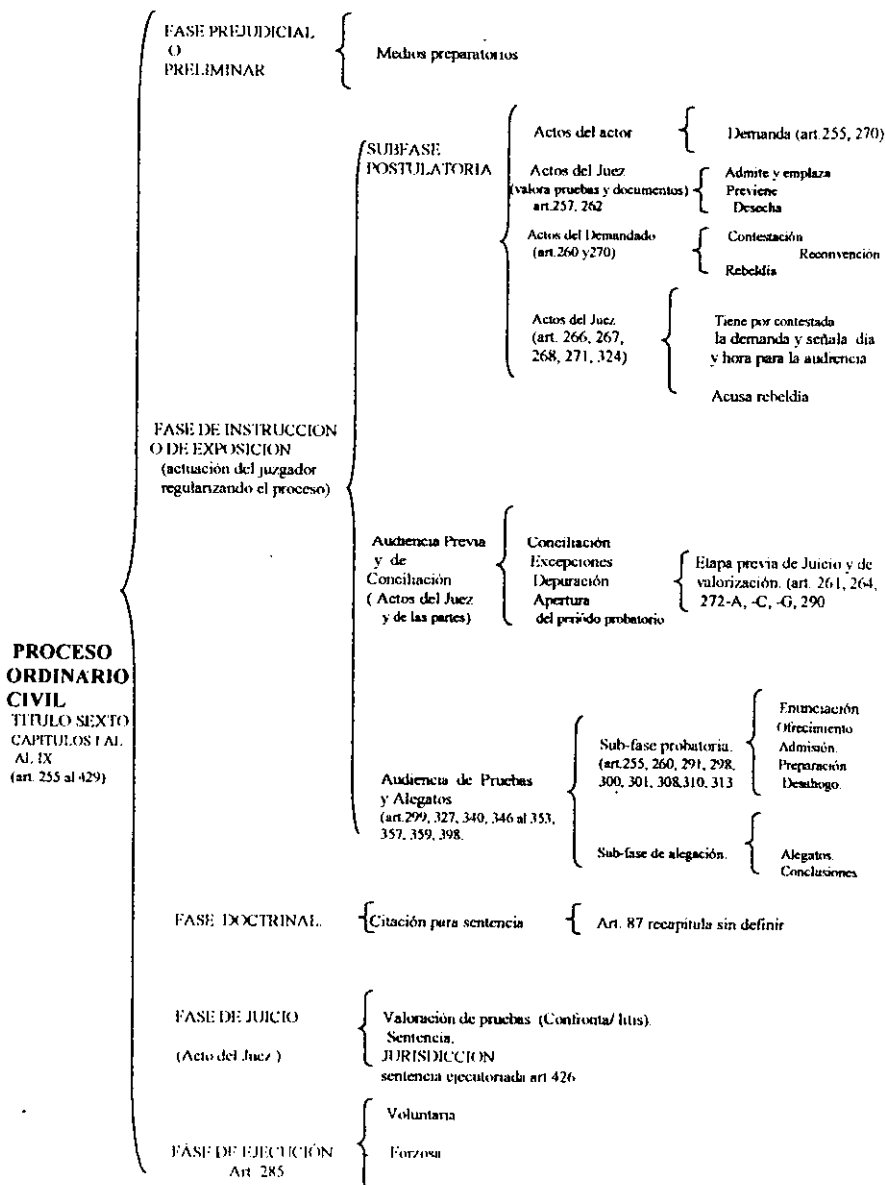 FASE PREJUDICIAL
O
PRELIMINAR
Medios preparatorios
SUBFASE
POSTULATORIA
Actos del actor
Demanda (art.255, 270)
Actos del Juez
(valora pruebas y documentos)
art.257, 262
Admite y emplaza
Previene
Desecha
Actos del Demandado
(art.260 y270)
Contestación
Reconvención
Rebeldía
Actos del Juez
(art. 266, 267,
268, 271, 324)
Tiene por contestada
la demanda y señala día
y hora para la audiencia
Acusa rebeldía
FASE DE INSTRUCCION
O DE EXPOSICION
(actuación del juzgador
regularizando el proceso)
Audiencia Previa
y de
Conciliación
( Actos del Juez
y de las partes)
Conciliación
Excepciones
Depuración
Apertura
del período probatorio
Etapa previa de Juicio y de
valorización. (art. 261, 264,
272-A, -C, -G, 290
PROCESO
ORDINARIO
CIVIL
TITULO SEXTO
CAPITULOS I AL
AL IX
(art. 255 al 429)
Audiencia de Pruebas
y Alegatos
(art.299, 327, 340, 346 al 353,
357, 359, 398.
Sub-fase probatoria.
(art.255, 260, 291, 298,
300, 301, 308,310, 313
Enunciación
Ofrecimiento
Admisión.
Preparación
Desahogo.
Sub-fase de alegación.
Alegatos.
Conclusiones
FASE DOCTRINAL.
Citación para sentencia
Art. 87 recapitula sin definir
FASE DE JUICIO
(Acto del Juez )
Valoración de pruebas (Confronta/ litis).
Sentencia.
JURISDICCION
sentencia ejecutoriada art 426
FASE DE EJECUCIÓN
Art. 285
Voluntaria
Forzosa